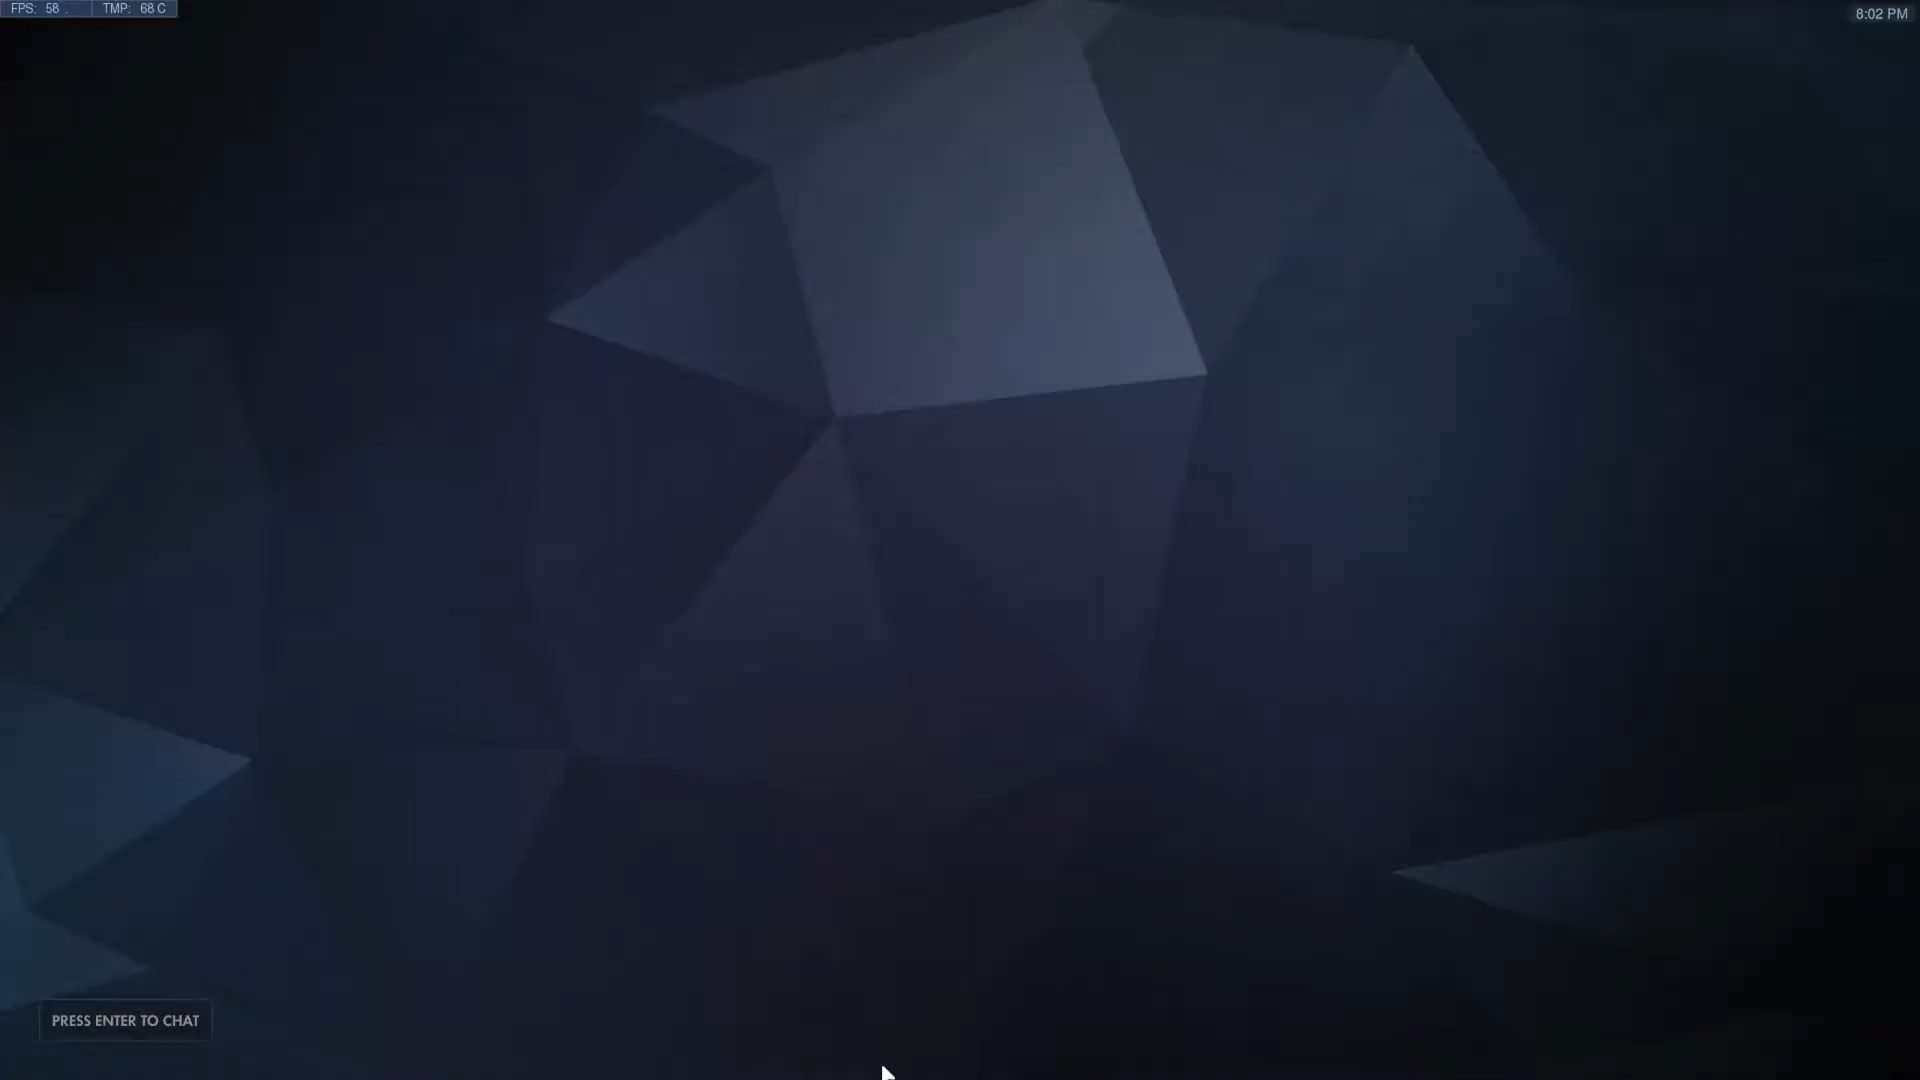 FPS: 58 . TMP: 68 C
8:02 PM
PRESS ENTER TO CHAT